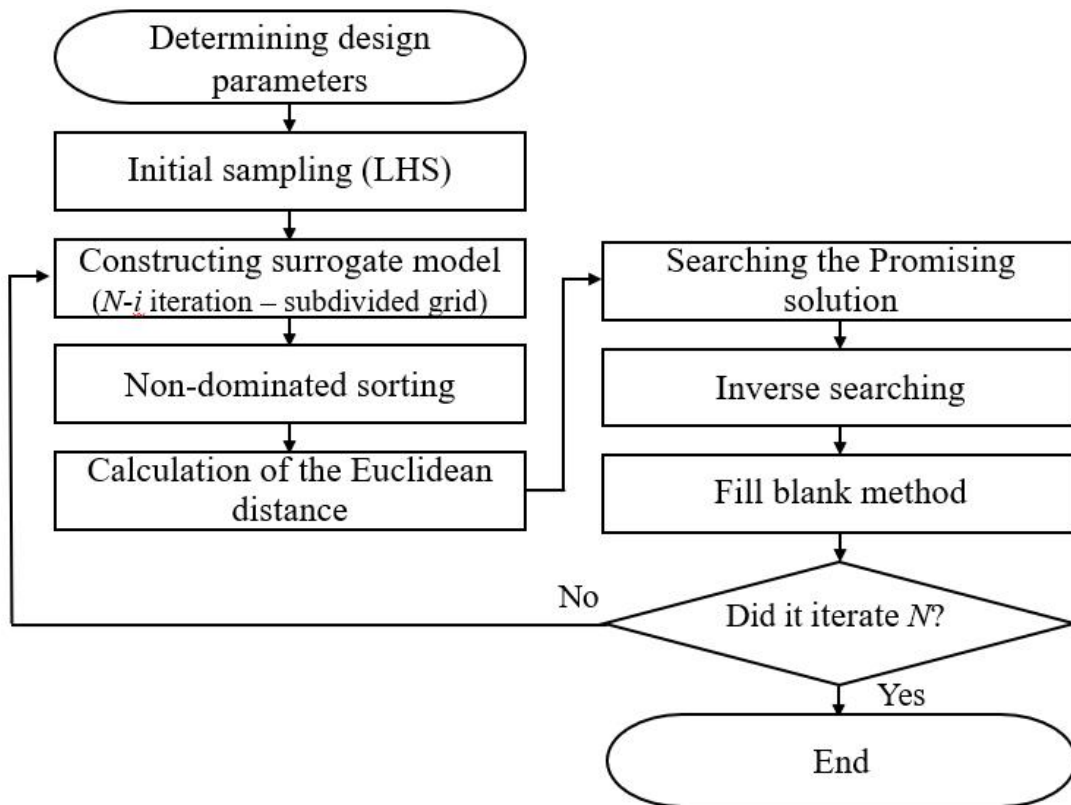 Determining design
parameters
Initial sampling (LHS)
Constructing surrogate model
(N-i iteration – subdivided grid)
Non-dominated sorting
Calculation of the Euclidean
distance
Searching the Promising
solution
Inverse searching
Fill blank method
Did it iterate N?
No
Yes
End